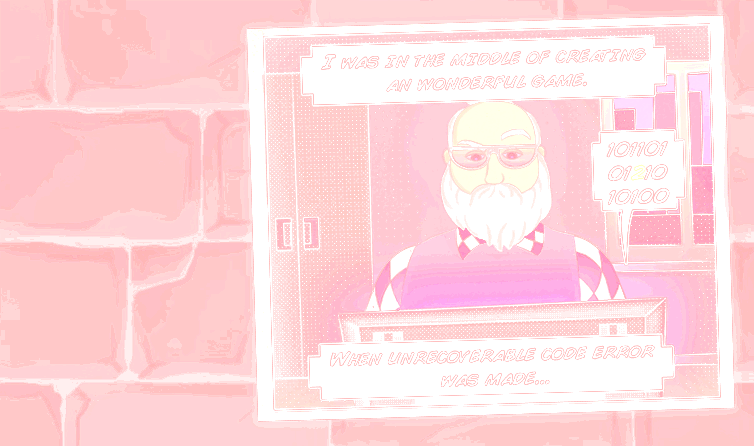 I WAS IN THE MIDDLE OF CREATING
AN WONDERFUL GAME.
101101
01 10
10100
WHEN UNRECOVERABLE CODE ERROR
WAS MADE...